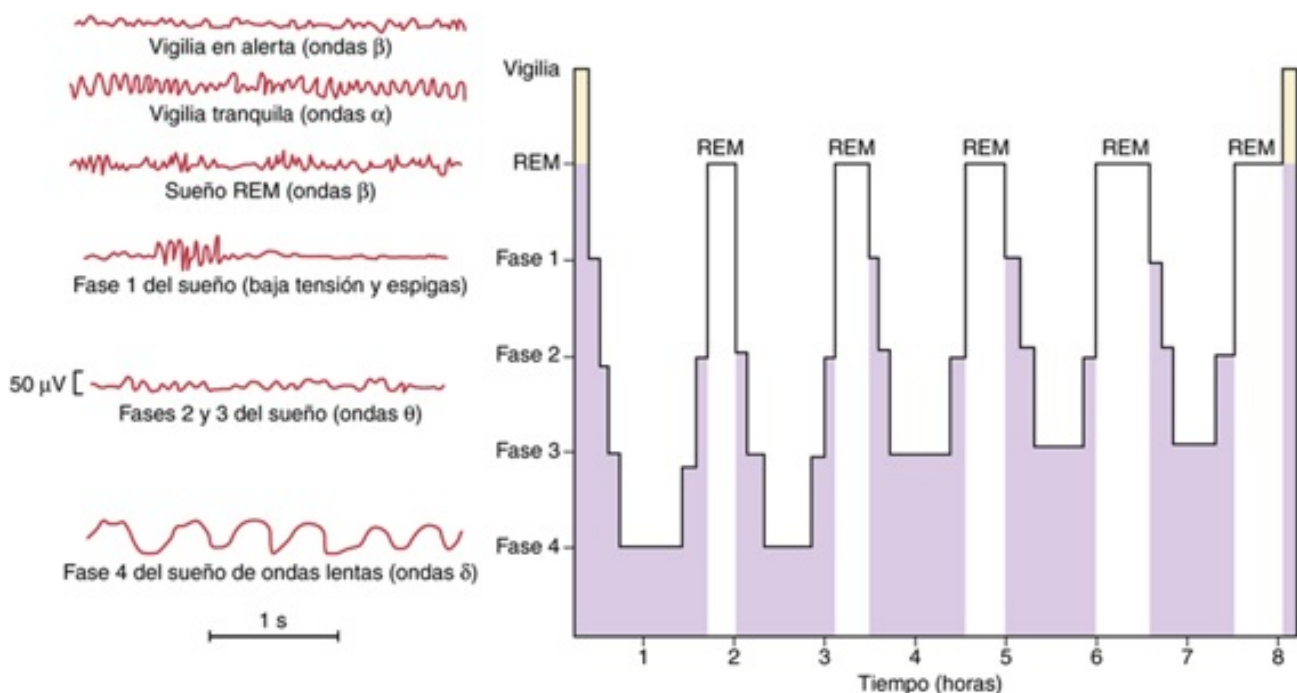 Vigilia en alerta (ondas β)
Vigilia tranquila (ondas α)
Sueño REM (ondas β)
Fase 1 del sueño (baja tensión y espigas)
50 μV
Fases 2 y 3 del sueño (ondas θ)
Fase 4 del sueño de ondas lentas (ondas δ)
1 s
Vigilia
REM
Fase 1
Fase 2
Fase 3
Fase 4
REM REM REM REM REM
1 2 3 4 5 6 7 8
Tiempo (horas)